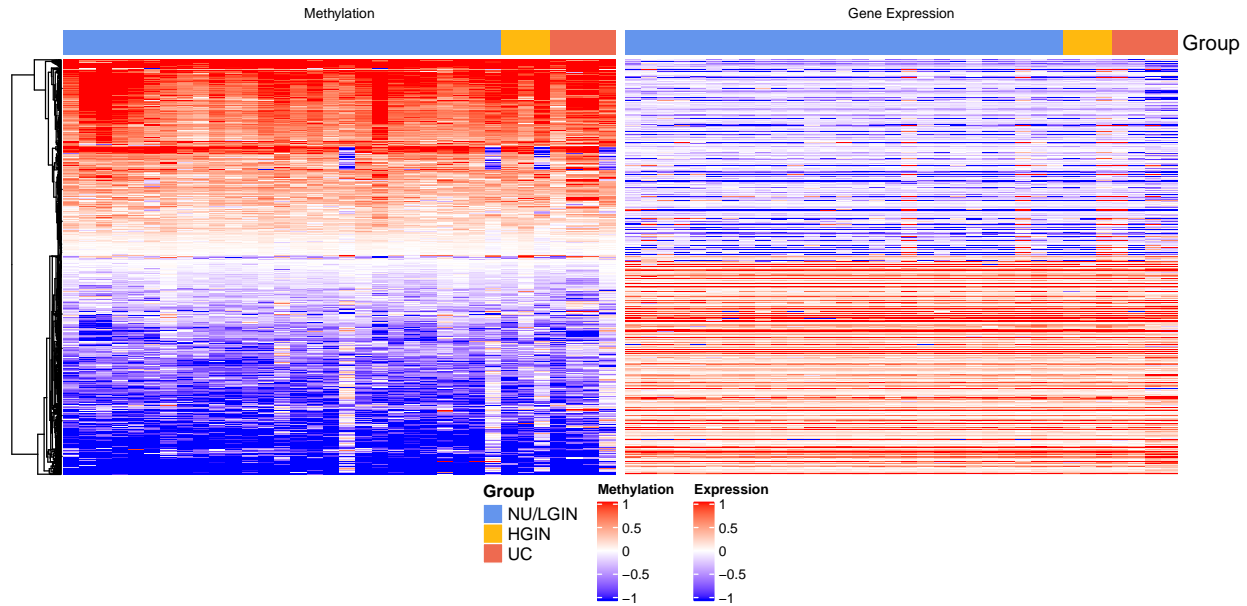 Methylation
Gene Expression
Group
Group
NU/LGIN
HGIN
UC
Methylation
1
0.5
0
−0.5
−1
Expression
1
0.5
0
−0.5
−1